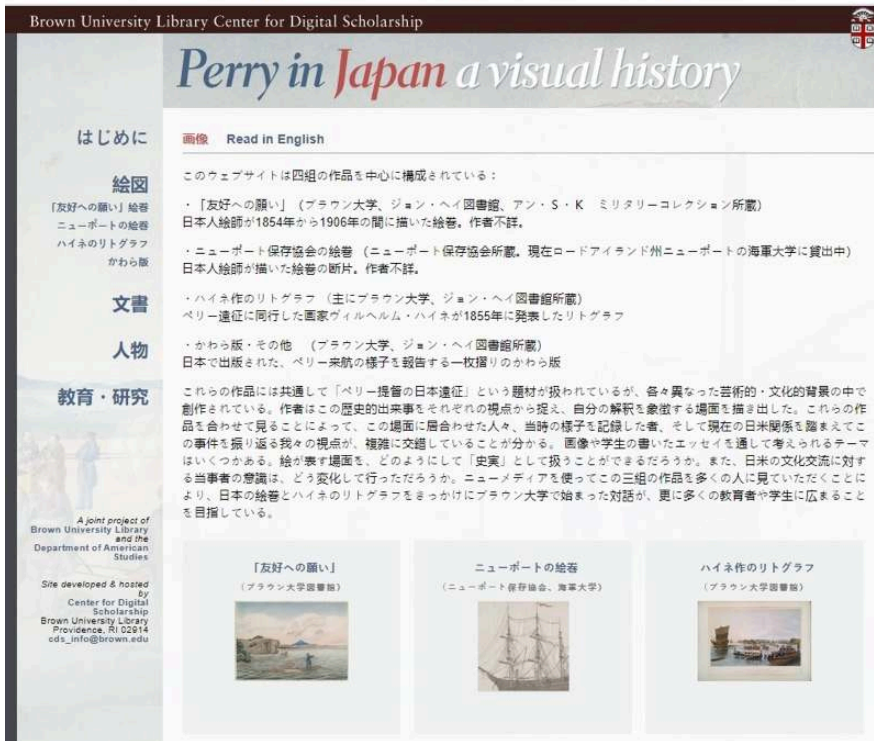 Brown University Library Center for Digital Scholarship
Perry in Japan a visual history
はじめに
絵図
「友好への願い」絵巻
ニューポートの絵巻
ハイネのリトグラフ
かわら版
文書
人物
教育・研究
A joint project of
Brown University Library
and the
Department of American
Studies
Site developed & hosted
by
Center for Digital
Scholarship
Brown University Library
Providence, RI 02914
cds_info@brown.edu
画像 Read in English
このウェブサイトは四組の作品を中心に構成されている：
・「友好への願い」（ブラウン大学、ジョン・ヘイ図書館、アン・S・K ミリタリーコレクション所蔵）
日本人絵師が1854年から1906年の間に描いた絵巻。作者不詳。
・ニューポート保存協会の絵巻 （ニューポート保存協会所蔵。現在ロードアイランド州ニューポートの海軍大学に貸出中）
日本人絵師が描いた絵巻の断片。作者不詳。
・ハイネ作のリトグラフ （主にブラウン大学、ジョン・ヘイ図書館所蔵）
ペリー遠征に同行した画家ヴィルヘルム・ハイネが1855年に発表したリトグラフ
・かわら版・その他 （ブラウン大学、ジョン・ヘイ図書館所蔵）
日本で出版された、ペリー来航の様子を報告する一枚摺りのかわら版
これらの作品には共通して「ペリー提督の日本遠征」という題材が扱われているが、各々異なった芸術的・文化的背景の中で
創作されている。作者はこの歴史的出来事をそれぞれの視点から捉え、自分の解釈を象徴する場面を描き出した。これらの作
品を合わせて見ることによって、この場面に居合わせた人々、当時の様子を記録した者、そして現在の日米関係を踏まえてこ
の事件を振り返る我々の視点が、複雑に交錯していることが分かる。 画像や学生の書いたエッセイを通して考えられるテーマ
はいくつかある。絵が表す場面を、どのようにして「史実」として扱うことができるだろうか。また、日米の文化交流に対す
る当事者の意識は、どう変化して行っただろうか。ニューメディアを使ってこの三組の作品を多くの人に見ていただくことに
より、日本の絵巻とハイネのリトグラフをきっかけにブラウン大学で始まった対話が、更に多くの教育者や学生に広まること
を目指している。
「友好への願い」
（ブラウン大学図書館）
ニューポートの絵巻
（ニューポート保存協会、海軍大学）
ハイネ作のリトグラフ
（ブラウン大学図書館）